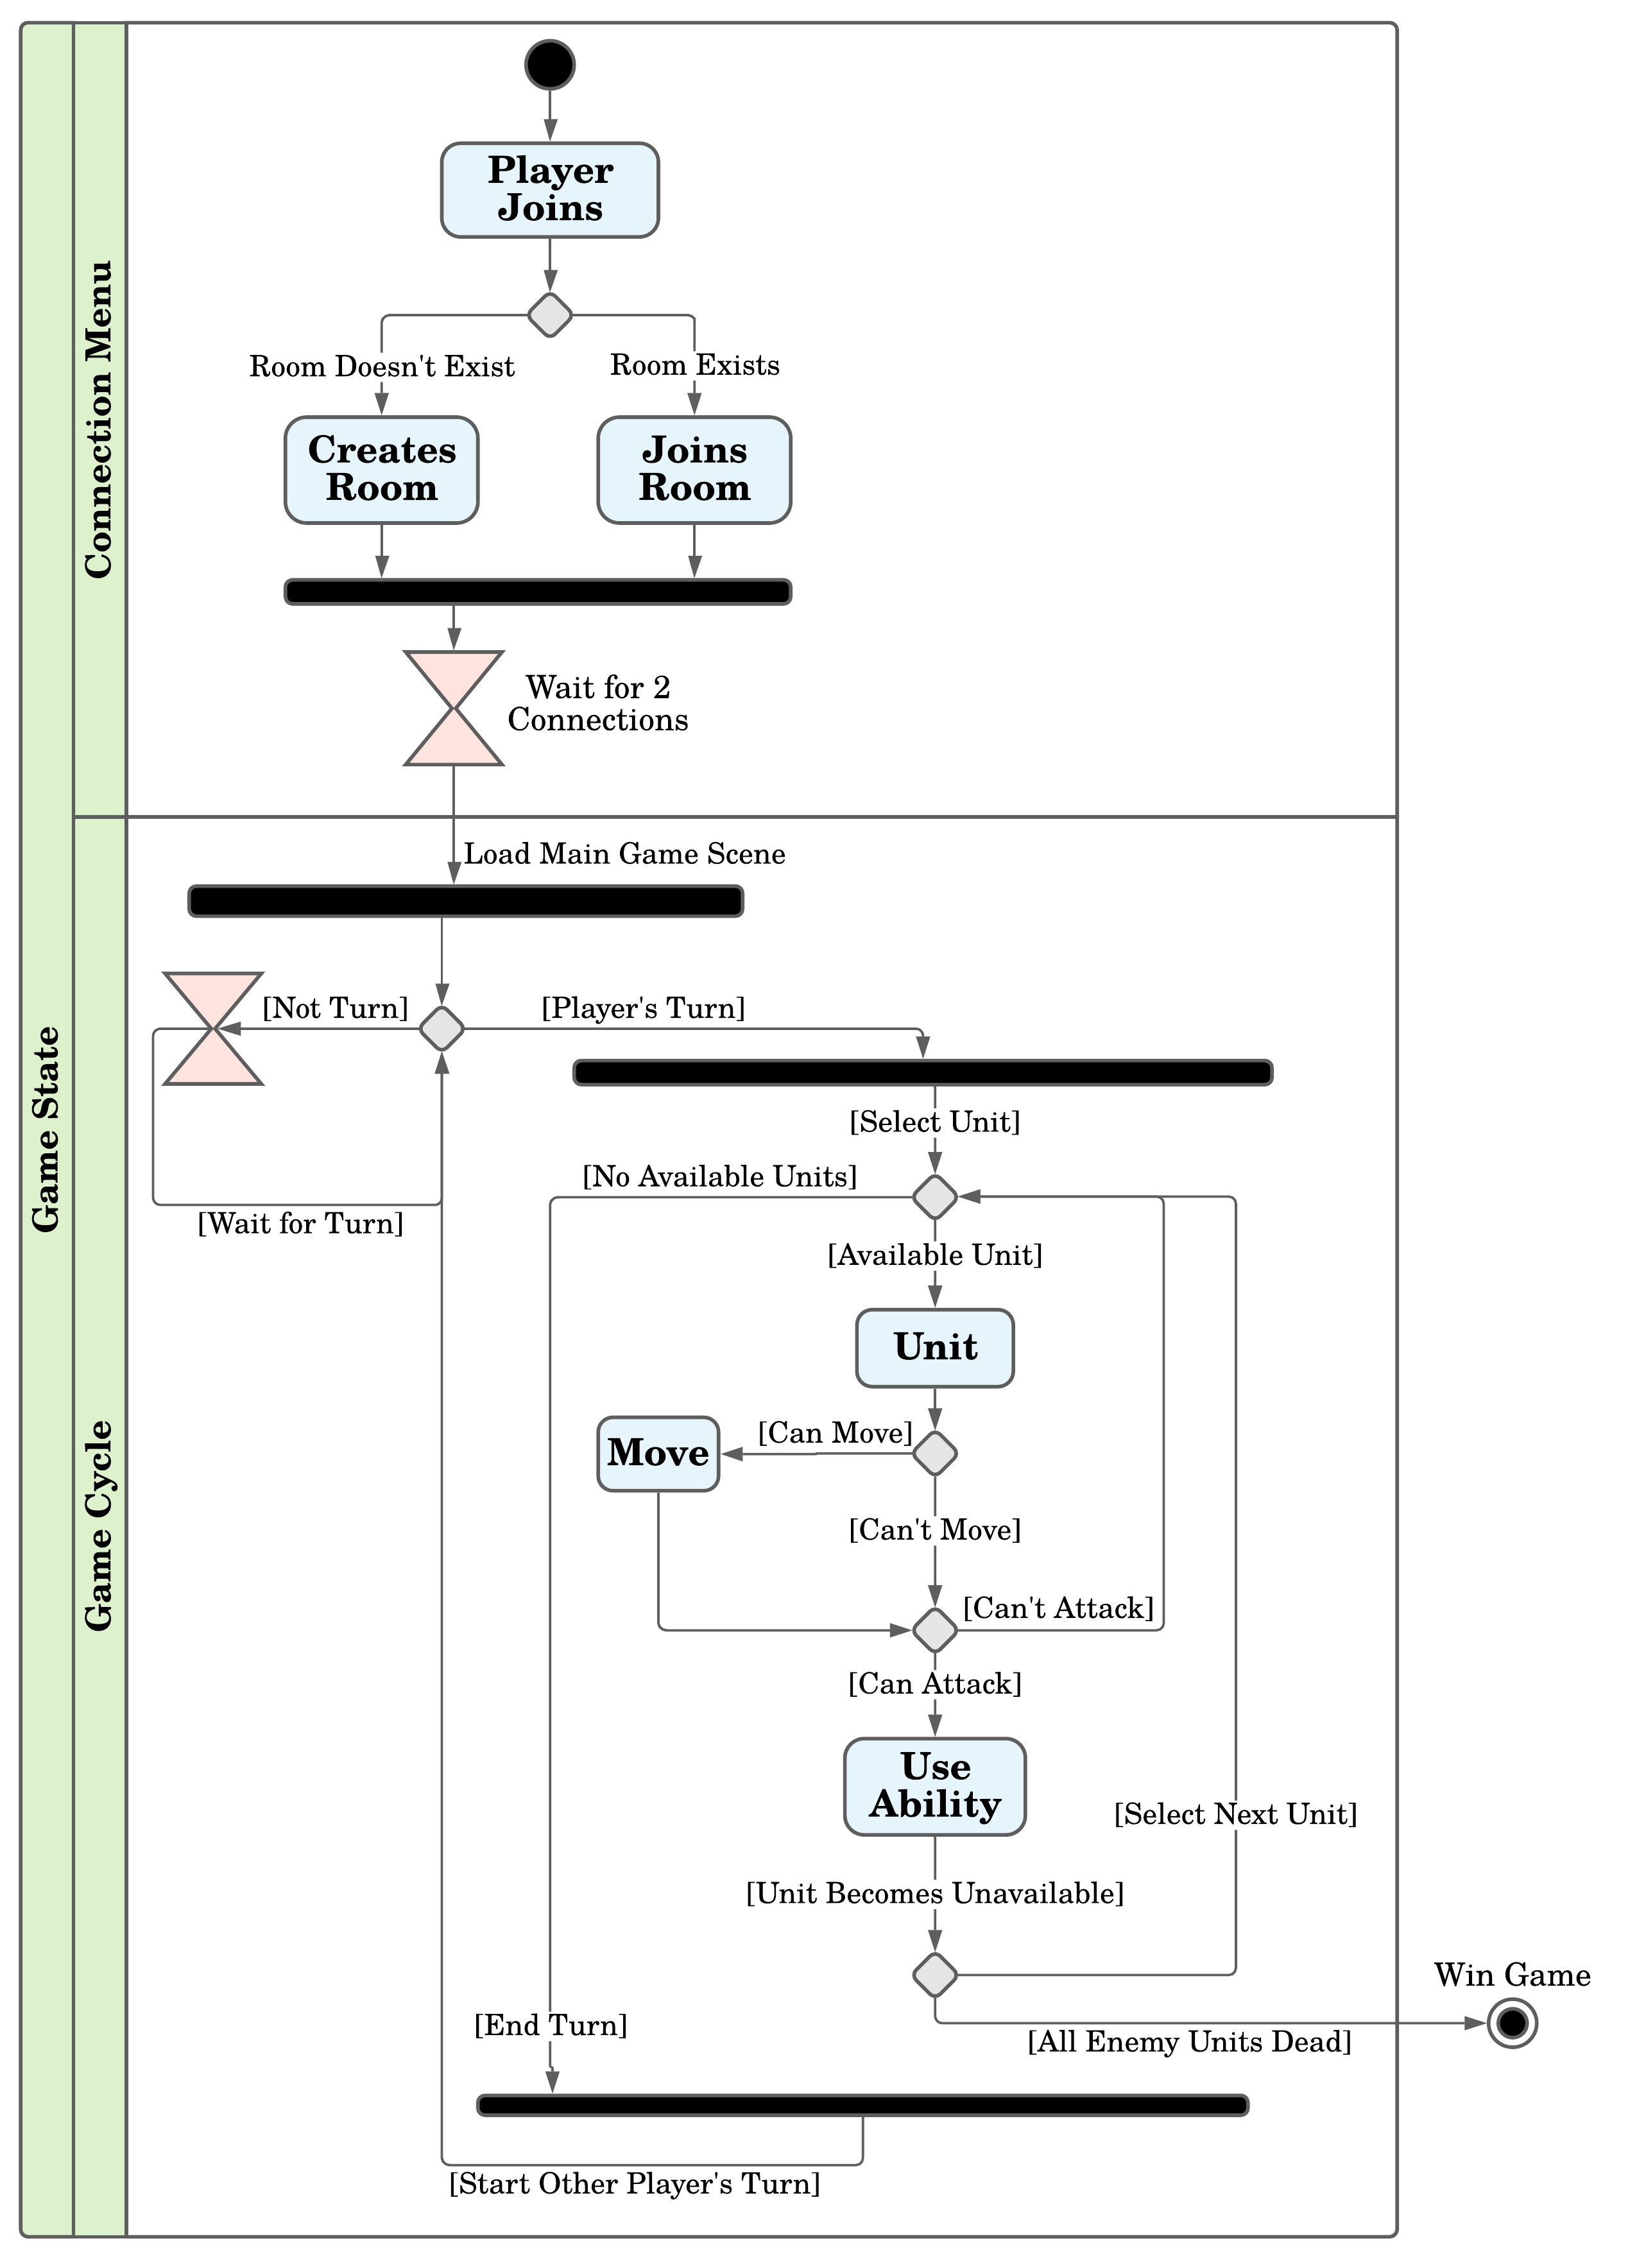 Game State
Connection Menu
Player
Joins
Room Doesn't Exist
Room Exists
Creates
Room
Joins
Room
Wait for 2
Connections
Game Cycle
Load Main Game Scene
[Not Turn]
[Player's Turn]
[Select Unit]
[No Available Units]
[Wait for Turn]
[Available Unit]
Unit
[Can Move]
Move
[Can't Move]
[Can't Attack]
[Can Attack]
Use
Ability
[Select Next Unit]
[Unit Becomes Unavailable]
Win Game
[End Turn]
[All Enemy Units Dead]
[Start Other Player's Turn]